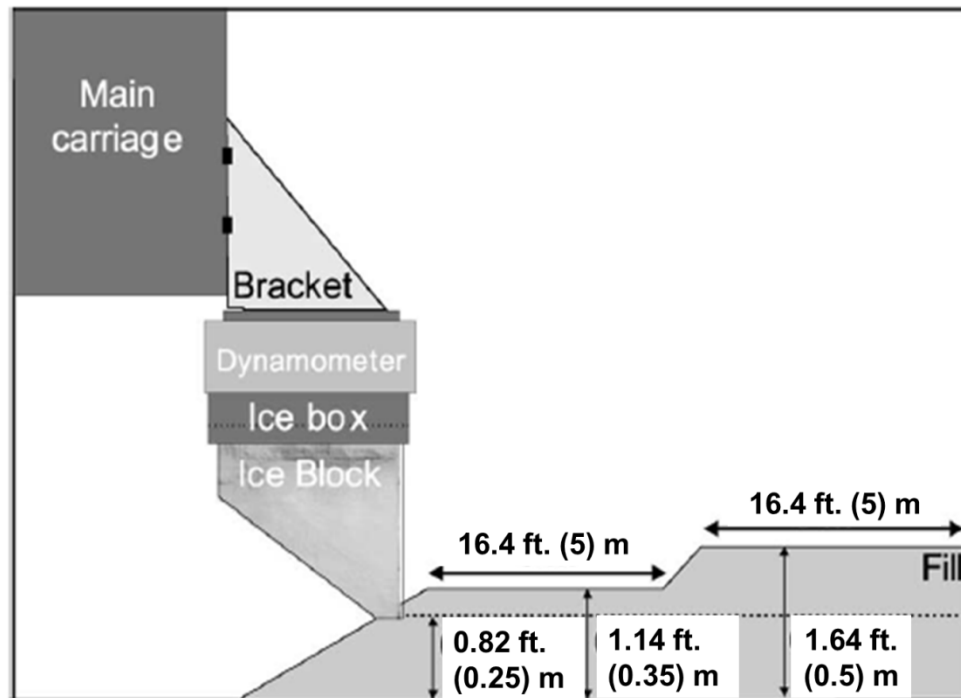 Main
carriage
Bracket
Dynamometer
Ice box
Ice Block
16.4 ft. (5) m
16.4 ft. (5) m
Fill
0.82 ft.
(0.25) m
1.14 ft.
(0.35) m
1.64 ft.
(0.5) m